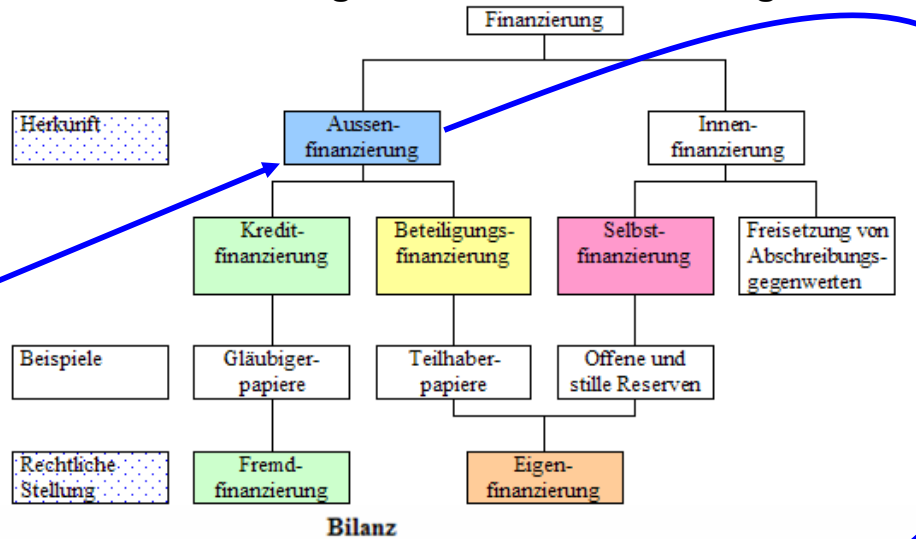 Finanzierung
Herkunft
Aussen-
finanzierung
Innen-
finanzierung
Kredit-
finanzierung
Beteiligungs-
finanzierung
Selbst-
finanzierung
Freisetzung von
Abschreibungs-
gegenwerten
Beispiele
Gläubiger-
papiere
Teilhaber-
papiere
Offene und
stille Reserven
Rechtliche
Stellung
Fremd-
finanzierung
Eigen-
finanzierung
Bilanz